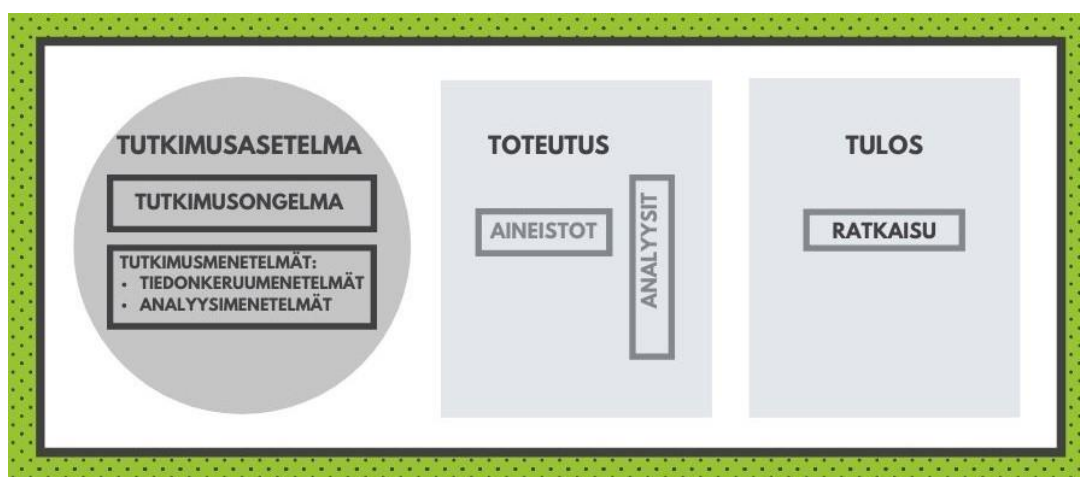 TUTKIMUSASETELMA
TUTKIMUSONGELMA
TUTKIMUSMENETELMÄT:
• TIEDONKERUUMENETELMÄT
• ANALYYSIMENETELMÄT
TOTEUTUS
AINEISTOT
ANALYYSIT
TULOS
RATKAISU